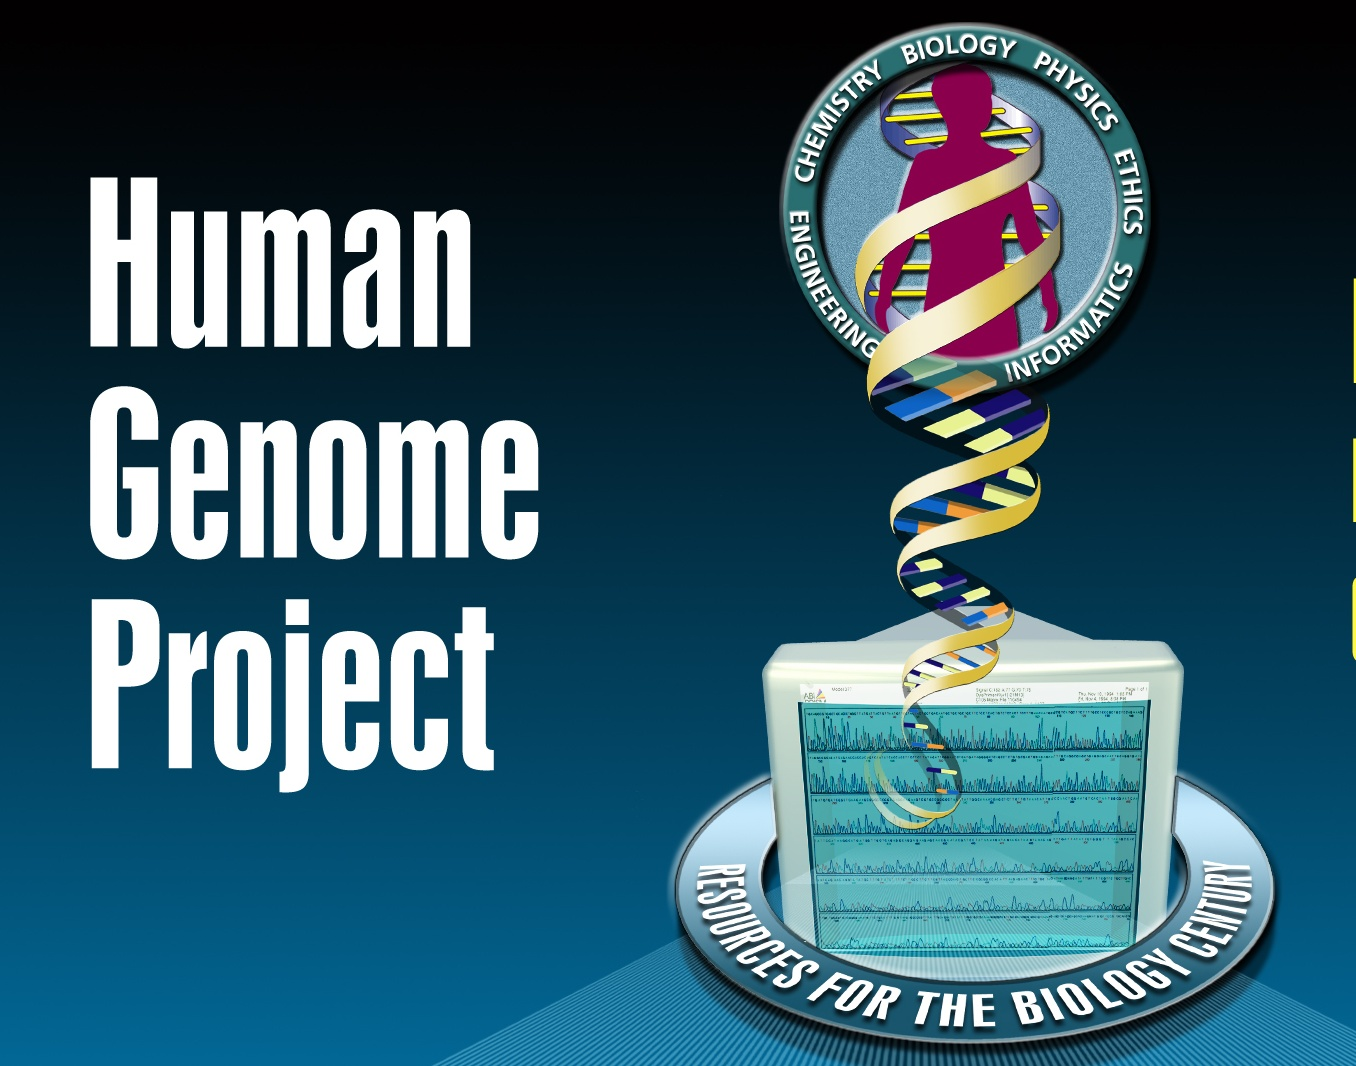 Human
Genome
Project
CHEMISTRY BIOLOGY PHYSICS ETHICS
ENGINEERING
INFORMATICS
RESOURCES FOR THE BIOLOGY CENTURY